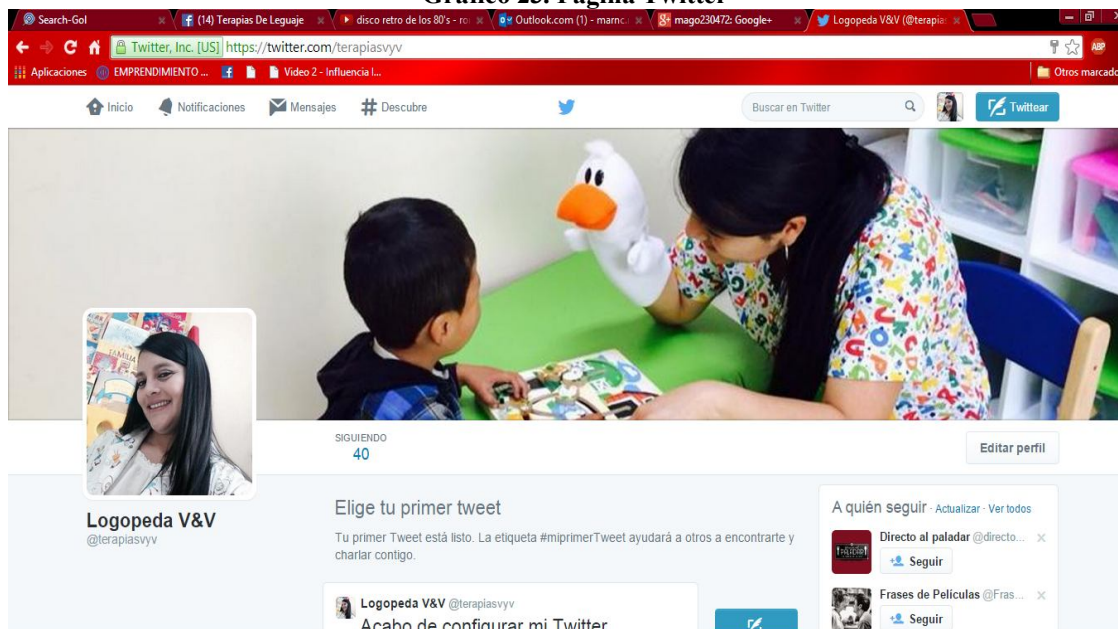 Gráfico 23. Página Twitter
Search-Gol
(14) Terapias De Leguaje
disco retro de los 80's - ro
Outlook.com (1) - marnc.
mago230472: Google+
Logopeda V&V (@terapia
Twitter, Inc. [US] https://twitter.com/terapiasvyv
ABP
Aplicaciones
EMPRENDIMIENTO ...
Video 2 - Influencia l...
Otros marcado
Inicio
Notificaciones
Mensajes
# Descubre
Buscar en Twitter
Twittear
FAMILIA
SIGUIENDO
40
Editar perfil
Logopeda V&V
@terapiasvyv
Elige tu primer tweet
Tu primer Tweet está listo. La etiqueta #miprimerTweet ayudará a otros a encontrarte y
charlar contigo.
Logopeda V&V @terapiasvyv
Acabo de configurar mi Twitter
A quién seguir · Actualizar · Ver todos
Directo al paladar @directo...
Seguir
Frases de Películas @Fras...
Seguir